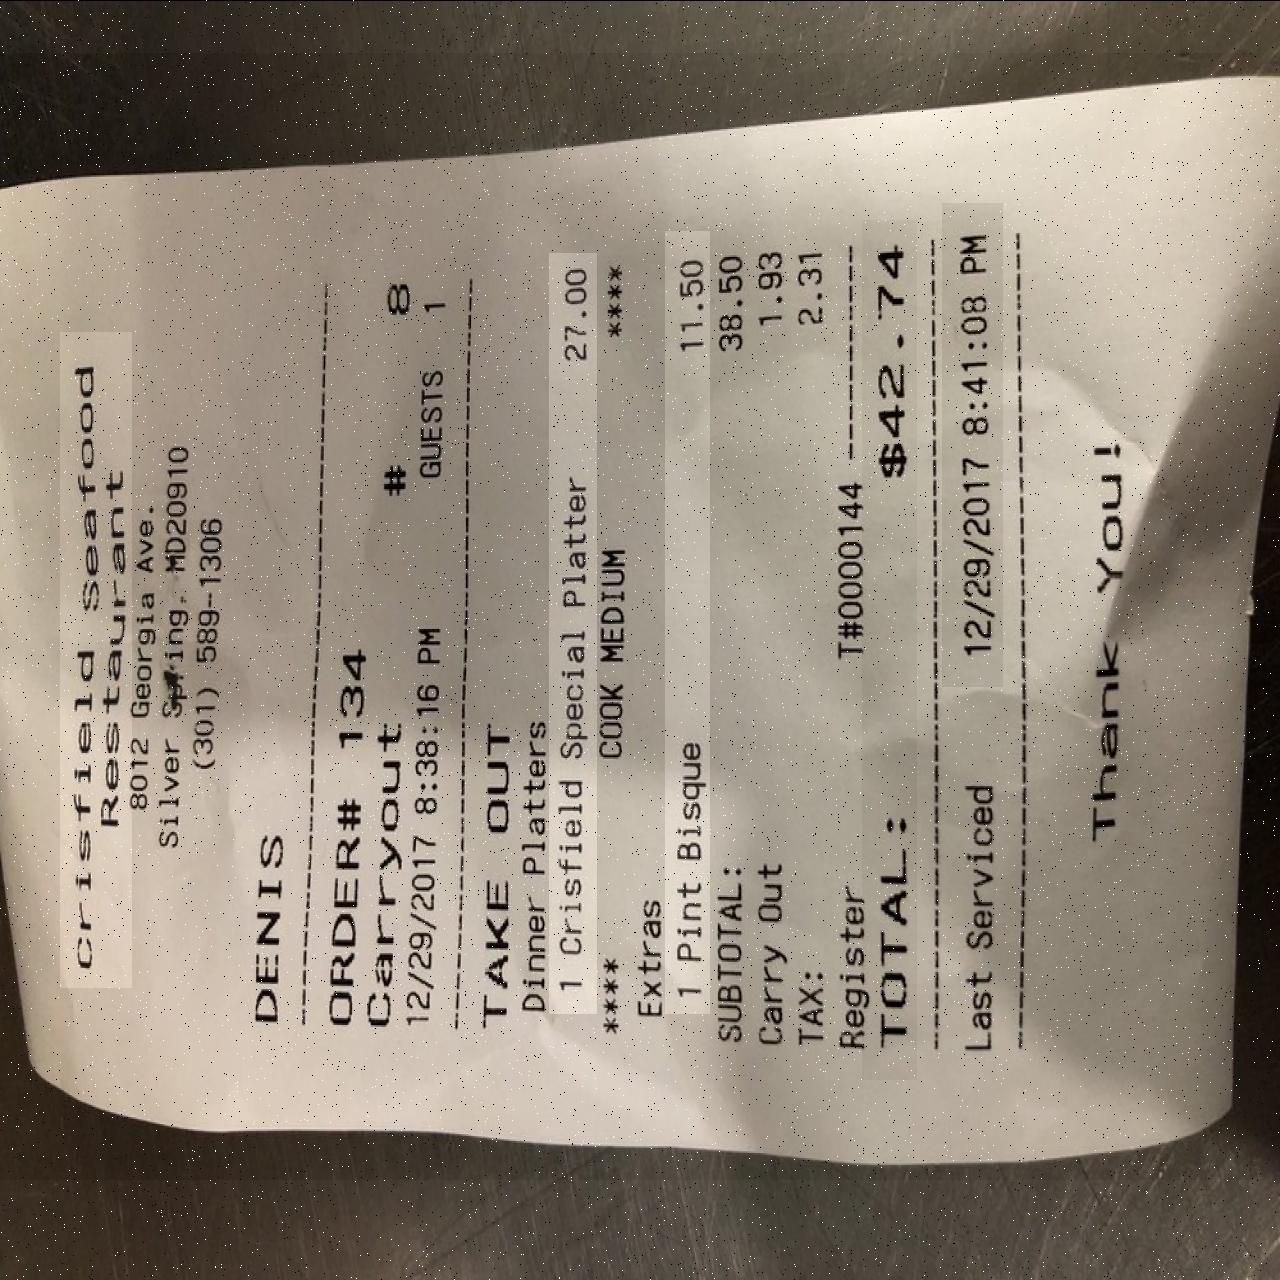 Crisfield Seafood
Restaurant
8012 Georgia Ave.
Silver Spring, MD20910
(301) 589-1306
DENIS
ORDER# 134
Carryout # 8
12/29/2017 8:38:16 PM GUESTS 1
TAKE OUT
Dinner Platters
1 Crisfield Special Platter 27.00
**** COOK MEDIUM ****
Extras
1 Pint Bisque 11.50
SUBTOTAL: 38.50
Carry Out 1.93
TAX: 2.31
Register T#0000144
TOTAL: $42.74
Last Serviced 12/29/2017 8:41:08 PM
Thank You!